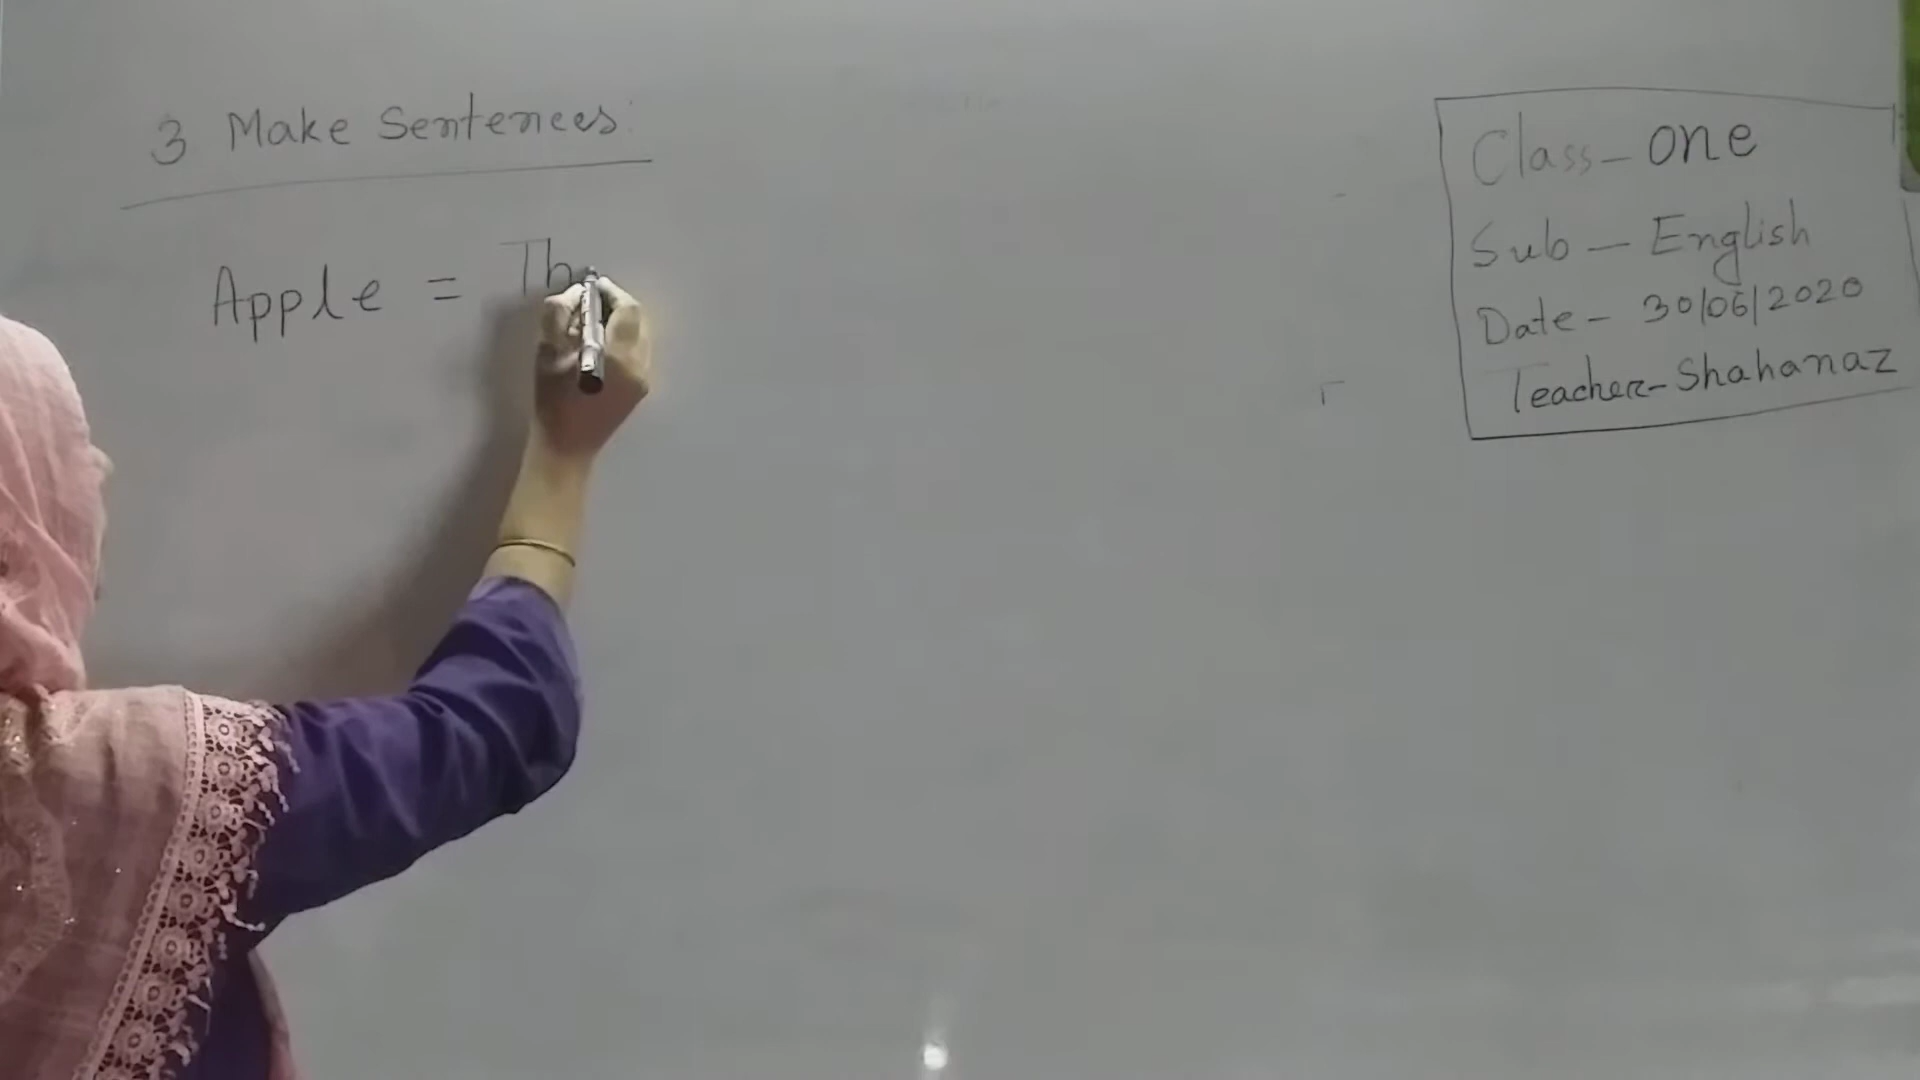 3 Make Sentences:
Apple = Th
Class - one
Sub - English
Date - 30/06/2020
Teacher - Shahanaz